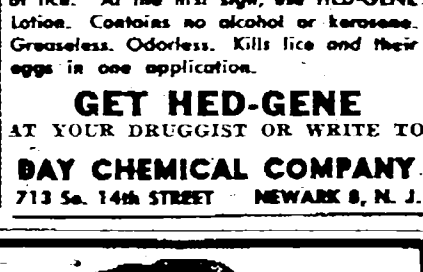 of lice. At the first sign, use HED-GENE
Lotion. Contains no alcohol or kerosene.
Greaseless. Odorless. Kills lice and their
eggs in one application.
GET HED-GENE
AT YOUR DRUGGIST OR WRITE TO
DAY CHEMICAL COMPANY
713 So. 14th STREET NEWARK 8, N. J.